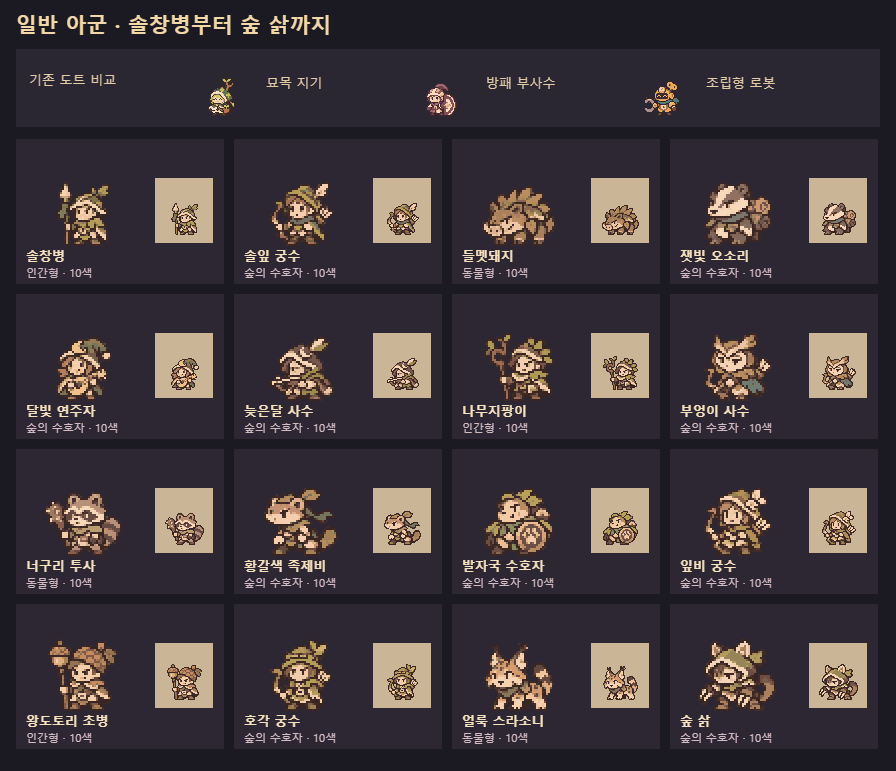 일반 아군 · 솔창병부터 숲 삵까지
기존 도트 비교
묘목 지기
방패 부사수
조립형 로봇
솔창병
인간형 · 10색
솔잎 궁수
숲의 수호자 · 10색
들멧돼지
동물형 · 10색
잿빛 오소리
숲의 수호자 · 10색
달빛 연주자
숲의 수호자 · 10색
늦은달 사수
숲의 수호자 · 10색
나무지팡이
인간형 · 10색
부엉이 사수
숲의 수호자 · 10색
너구리 투사
동물형 · 10색
황갈색 족제비
숲의 수호자 · 10색
발자국 수호자
숲의 수호자 · 10색
잎비 궁수
숲의 수호자 · 10색
왕도토리 초병
인간형 · 10색
호각 궁수
숲의 수호자 · 10색
얼룩 스라소니
동물형 · 10색
숲 삵
숲의 수호자 · 10색